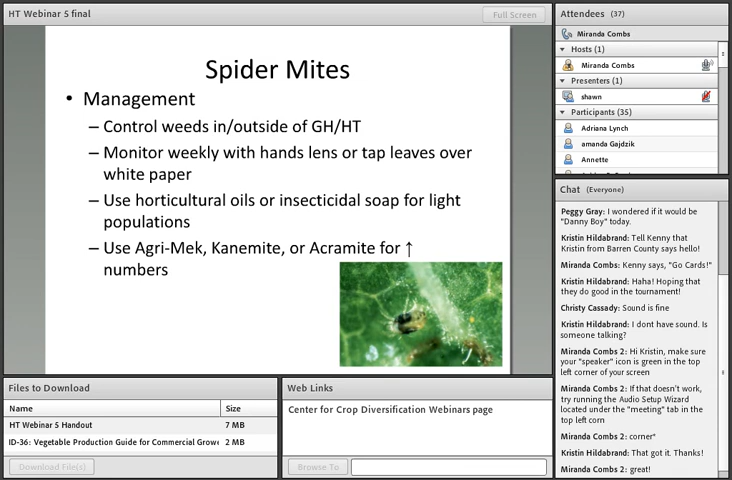 HT Webinar 5 final
Full Screen
Spider Mites
• Management
– Control weeds in/outside of GH/HT
– Monitor weekly with hands lens or tap leaves over
white paper
– Use horticultural oils or insecticidal soap for light
populations
– Use Agri-Mek, Kanemite, or Acramite for ↑
numbers
Files to Download
Name Size
HT Webinar 5 Handout 7 MB
ID-36: Vegetable Production Guide for Commercial Growe 2 MB
Download File(s)
Web Links
Center for Crop Diversification Webinars page
Browse To
Attendees (37)
Miranda Combs
Hosts (1)
Miranda Combs
Presenters (1)
shawn
Participants (35)
Adriana Lynch
amanda Gajdzik
Annette
Chat (Everyone)
Peggy Gray: I wondered if it would be
"Danny Boy" today.
Kristin Hildabrand: Tell Kenny that
Kristin from Barren County says hello!
Miranda Combs: Kenny says, "Go Cards!"
Kristin Hildabrand: Haha! Hoping that
they do good in the tournament!
Christy Cassady: Sound is fine
Kristin Hildabrand: I dont have sound. Is
someone talking?
Miranda Combs 2: Hi Kristin, make sure
your "speaker" icon is green in the top
left corner of your screen
Miranda Combs 2: If that doesn't work,
try running the Audio Setup Wizard
located under the "meeting" tab in the
top left corn
Miranda Combs 2: corner*
Kristin Hildabrand: That got it. Thanks!
Miranda Combs 2: great!